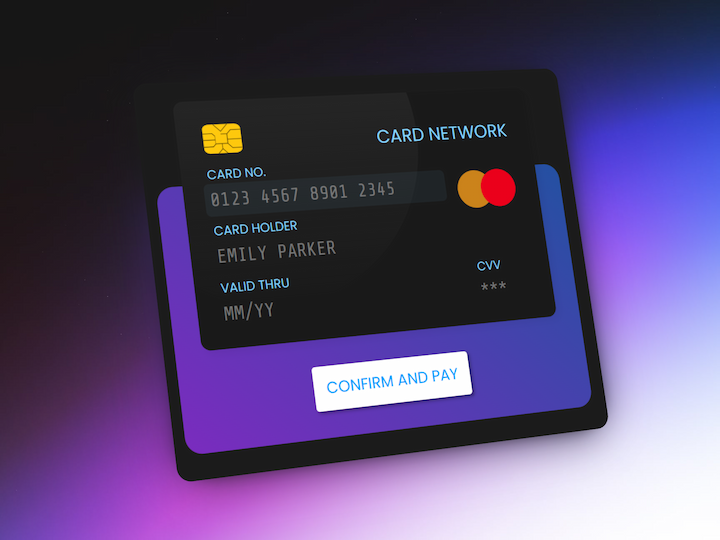 CARD NETWORK
CARD NO.
0123 4567 8901 2345
CARD HOLDER
EMILY PARKER
VALID THRU
MM/YY
CVV
***
CONFIRM AND PAY